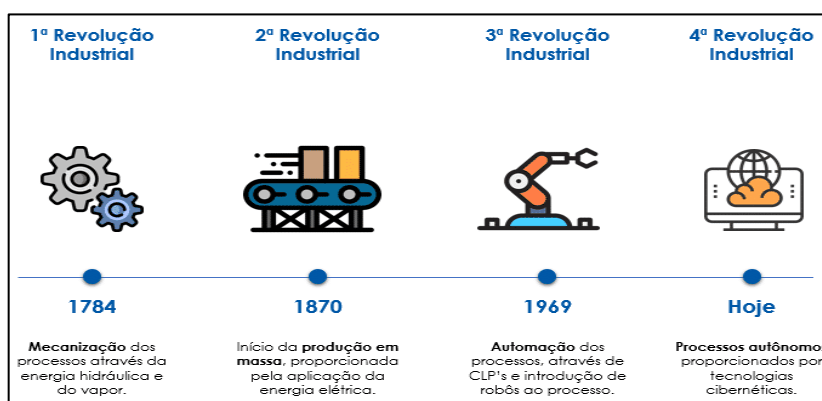 1ª Revolução
Industrial
2ª Revolução
Industrial
3ª Revolução
Industrial
4ª Revolução
Industrial
1784
1870
1969
Hoje
Mecanização dos
processos através da
energia hidráulica e
do vapor.
Início da produção em
massa, proporcionada
pela aplicação da
energia elétrica.
Automação dos
processos, através de
CLP's e introdução de
robôs ao processo.
Processos autônomos
proporcionados por
tecnologias
cibernéticas.